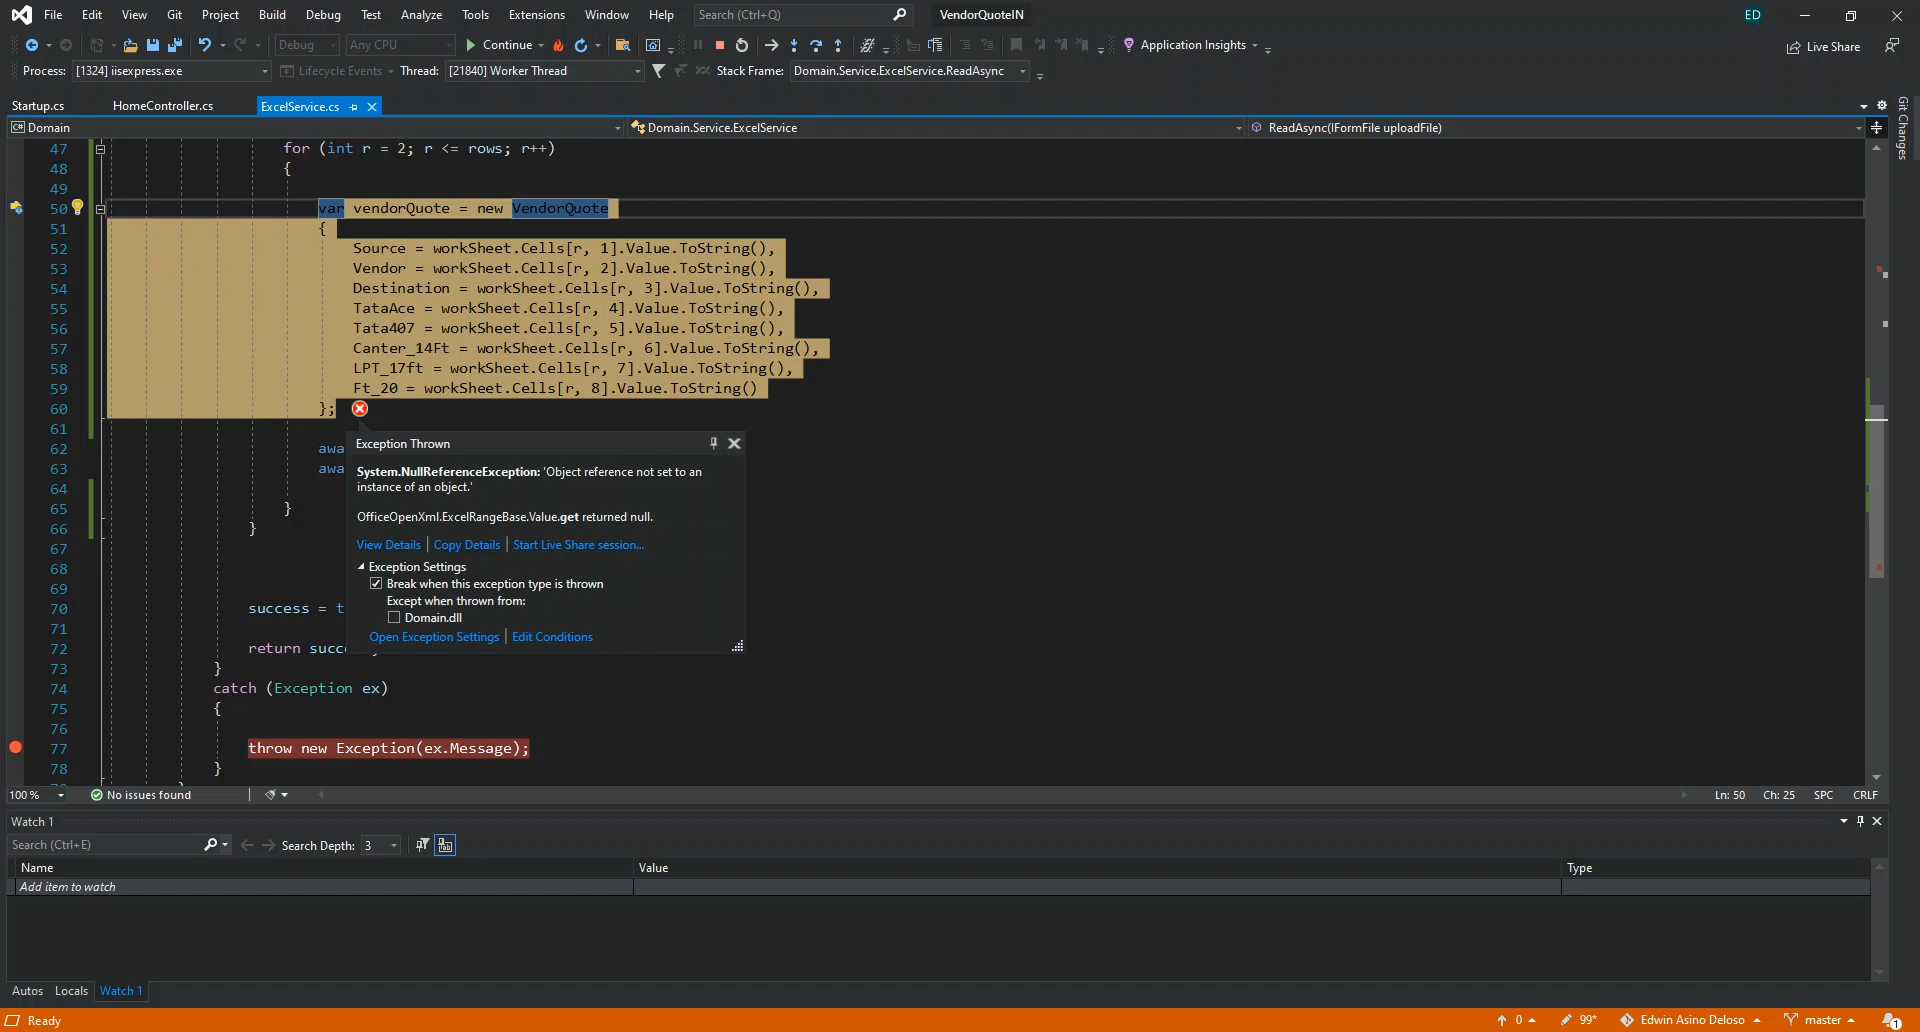 File Edit View Git Project Build Debug Test Analyze Tools Extensions Window Help Search (Ctrl+Q) VendorQuoteIN ED
Debug Any CPU Continue Application Insights Live Share
Process: [1324] iisexpress.exe Lifecycle Events Thread: [21840] Worker Thread Stack Frame: Domain.Service.ExcelService.ReadAsync
Startup.cs HomeController.cs ExcelService.cs
Git Changes
C# Domain Domain.Service.ExcelService ReadAsync(IFormFile uploadFile)
47 for (int r = 2; r <= rows; r++)
48 {
49
50 var vendorQuote = new VendorQuote
51 {
52 Source = workSheet.Cells[r, 1].Value.ToString(),
53 Vendor = workSheet.Cells[r, 2].Value.ToString(),
54 Destination = workSheet.Cells[r, 3].Value.ToString(),
55 TataAce = workSheet.Cells[r, 4].Value.ToString(),
56 Tata407 = workSheet.Cells[r, 5].Value.ToString(),
57 Canter_14Ft = workSheet.Cells[r, 6].Value.ToString(),
58 LPT_17ft = workSheet.Cells[r, 7].Value.ToString(),
59 Ft_20 = workSheet.Cells[r, 8].Value.ToString()
60 };
61
62 awa
63 awa
64
65 }
66 }
67
68
69
70 success = t
71
72 return succ
73 }
74 catch (Exception ex)
75 {
76
77 throw new Exception(ex.Message);
78 }
Exception Thrown
System.NullReferenceException: 'Object reference not set to an
instance of an object.'
OfficeOpenXml.ExcelRangeBase.Value.get returned null.
View Details | Copy Details | Start Live Share session...
Exception Settings
Break when this exception type is thrown
Except when thrown from:
Domain.dll
Open Exception Settings | Edit Conditions
100 % No issues found Ln: 50 Ch: 25 SPC CRLF
Watch 1
Search (Ctrl+E) Search Depth: 3
Name Value Type
Add item to watch
Autos Locals Watch 1
Ready 0 99* Edwin Asino Deloso master 1